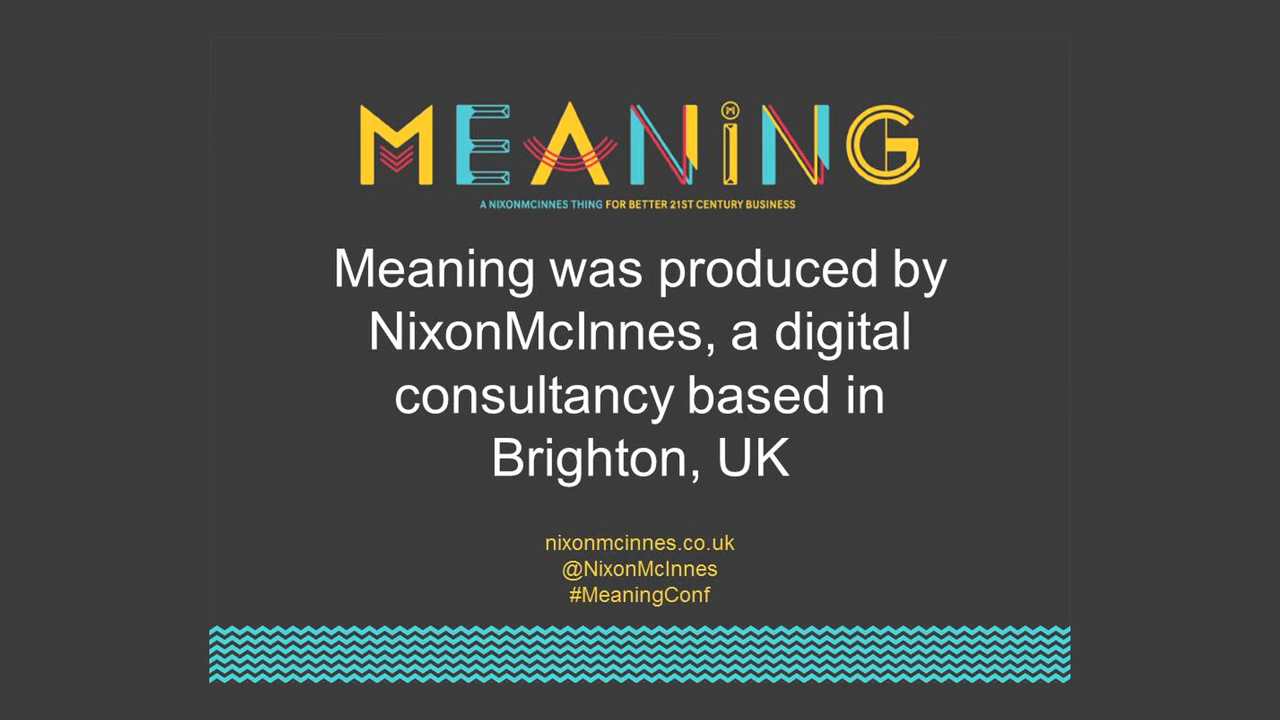 MEANiNG
A NIXONMCINNES THING FOR BETTER 21ST CENTURY BUSINESS
Meaning was produced by
NixonMcInnes, a digital
consultancy based in
Brighton, UK
nixonmcinnes.co.uk
@NixonMcInnes
#MeaningConf